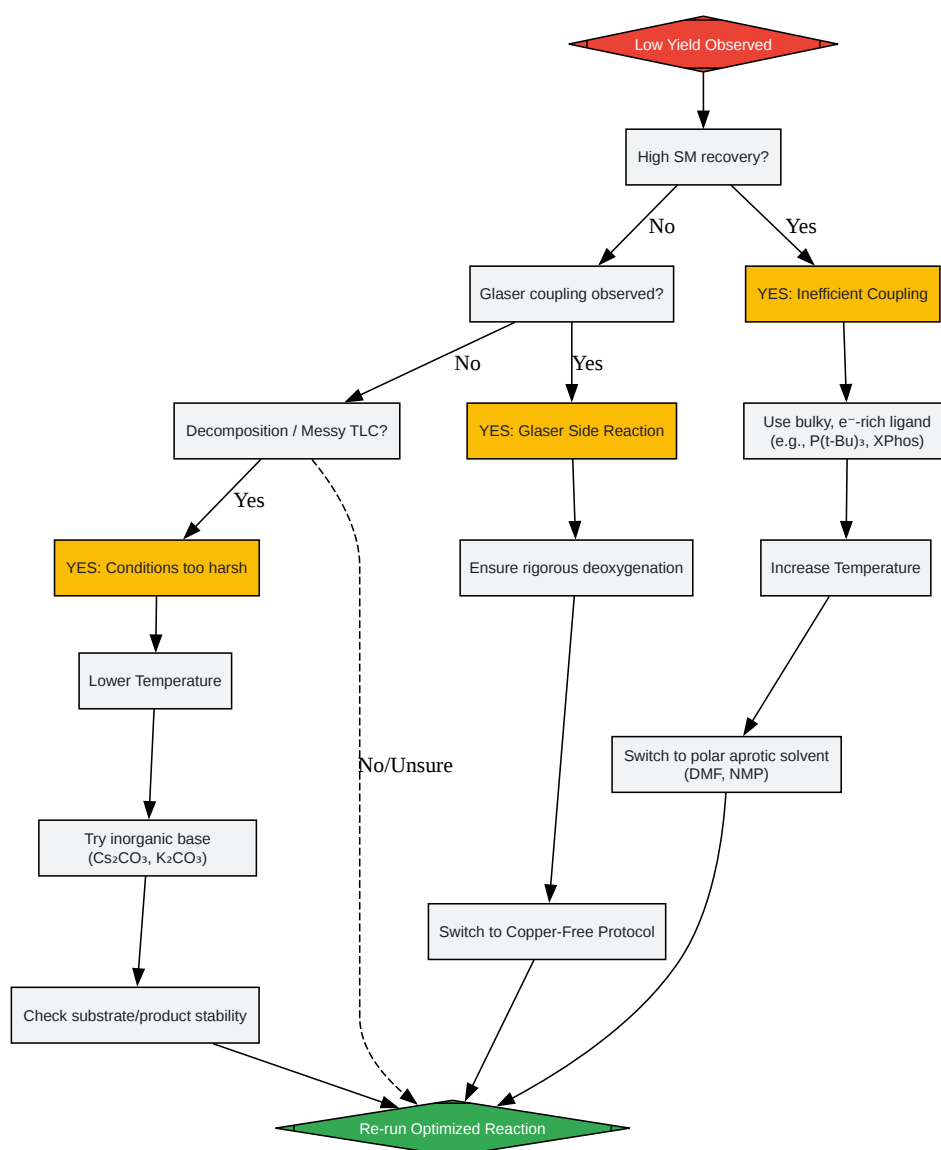 Low Yield Observed
High SM recovery?
No
Yes
Glaser coupling observed?
YES: Inefficient Coupling
No
Yes
Decomposition / Messy TLC?
YES: Glaser Side Reaction
Use bulky, e⁻-rich ligand
(e.g., P(t-Bu)₃, XPhos)
Yes
YES: Conditions too harsh
Ensure rigorous deoxygenation
Increase Temperature
Lower Temperature
No/Unsure
Switch to polar aprotic solvent
(DMF, NMP)
Try inorganic base
(Cs₂CO₃, K₂CO₃)
Switch to Copper-Free Protocol
Check substrate/product stability
Re-run Optimized Reaction